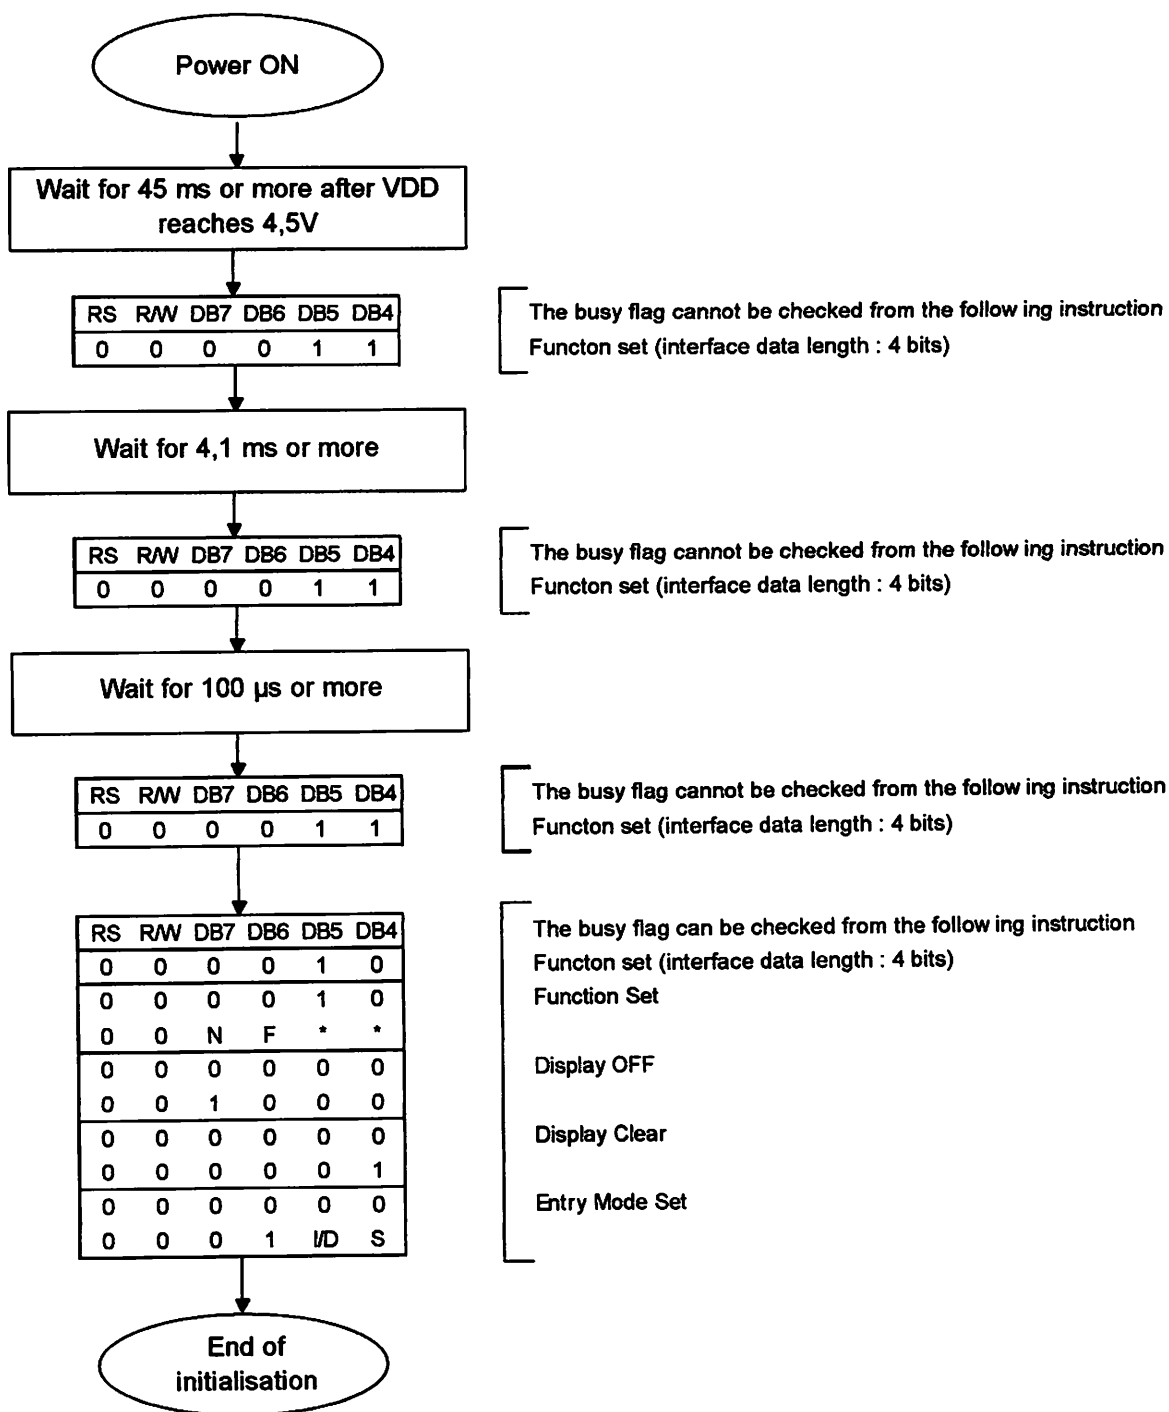 Power ON
Wait for 45 ms or more after VDD
reaches 4,5V
RS R/W DB7 DB6 DB5 DB4
0 0 0 0 1 1
The busy flag cannot be checked from the follow ing instruction
Functon set (interface data length : 4 bits)
Wait for 4,1 ms or more
RS R/W DB7 DB6 DB5 DB4
0 0 0 0 1 1
The busy flag cannot be checked from the follow ing instruction
Functon set (interface data length : 4 bits)
Wait for 100 µs or more
RS R/W DB7 DB6 DB5 DB4
0 0 0 0 1 1
The busy flag cannot be checked from the follow ing instruction
Functon set (interface data length : 4 bits)
RS R/W DB7 DB6 DB5 DB4
The busy flag can be checked from the follow ing instruction
0 0 0 0 1 0
Functon set (interface data length : 4 bits)
0 0 0 0 1 0
Function Set
0 0 N F * *
0 0 0 0 0 0
Display OFF
0 0 1 0 0 0
0 0 0 0 0 0
Display Clear
0 0 0 0 0 1
0 0 0 0 0 0
Entry Mode Set
0 0 0 1 I/D S
End of
initialisation